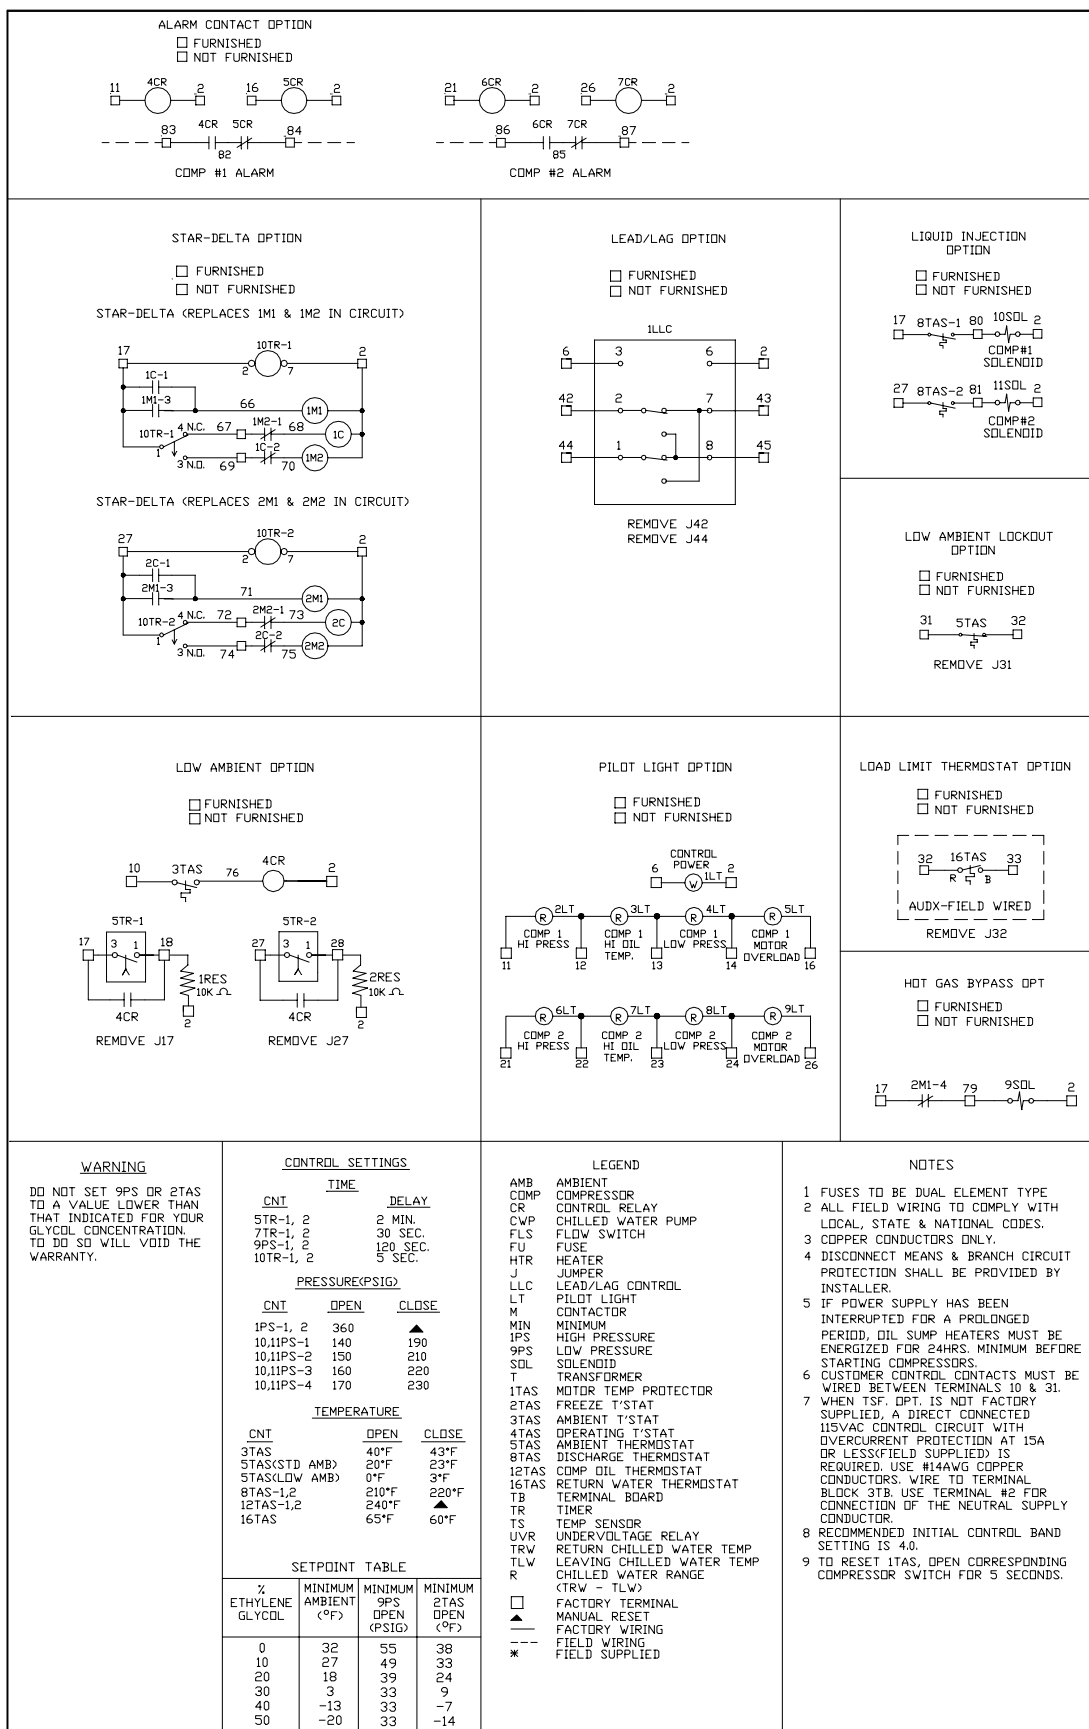 ALARM CONTACT OPTION
FURNISHED
NOT FURNISHED
11 4CR 2 16 5CR 2 21 6CR 2 26 7CR 2
83 4CR 5CR 84 86 6CR 7CR 87
82 85
COMP #1 ALARM COMP #2 ALARM
STAR-DELTA OPTION
FURNISHED
NOT FURNISHED
STAR-DELTA (REPLACES 1M1 & 1M2 IN CIRCUIT)
17 10TR-1 2
2 7
1C-1
1M1-3 66 1M1
10TR-1 4 N.C. 67 1M2-1 68 1C
1 3 N.O. 69 1C-2 70 1M2
STAR-DELTA (REPLACES 2M1 & 2M2 IN CIRCUIT)
27 10TR-2 2
2 7
2C-1
2M1-3 71 2M1
10TR-2 4 N.C. 72 2M2-1 73 2C
1 3 N.O. 74 2C-2 75 2M2
LEAD/LAG OPTION
FURNISHED
NOT FURNISHED
1LLC
6 3 6 2
42 2 7 43
44 1 8 45
REMOVE J42
REMOVE J44
LIQUID INJECTION
OPTION
FURNISHED
NOT FURNISHED
17 8TAS-1 80 10SOL 2
COMP#1
SOLENOID
27 8TAS-2 81 11SOL 2
COMP#2
SOLENOID
LOW AMBIENT LOCKOUT
OPTION
FURNISHED
NOT FURNISHED
31 5TAS 32
REMOVE J31
LOW AMBIENT OPTION
FURNISHED
NOT FURNISHED
10 3TAS 76 4CR 2
5TR-1 5TR-2
17 3 1 18 27 3 1 28
1RES 2RES
10K Ω 10K Ω
4CR 2 4CR 2
REMOVE J17 REMOVE J27
PILOT LIGHT OPTION
FURNISHED
NOT FURNISHED
CONTROL
POWER
6 W 1LT 2
R 2LT R 3LT R 4LT R 5LT
COMP 1 COMP 1 COMP 1 COMP 1
HI PRESS HI OIL LOW PRESS MOTOR
TEMP. OVERLOAD
11 12 13 14 16
R 6LT R 7LT R 8LT R 9LT
COMP 2 COMP 2 COMP 2 COMP 2
HI PRESS HI OIL LOW PRESS MOTOR
TEMP. OVERLOAD
21 22 23 24 26
LOAD LIMIT THERMOSTAT OPTION
FURNISHED
NOT FURNISHED
32 16TAS 33
R B
AUDX-FIELD WIRED
REMOVE J32
HOT GAS BYPASS OPT
FURNISHED
NOT FURNISHED
17 2M1-4 79 9SOL 2
WARNING
DO NOT SET 9PS OR 2TAS
TO A VALUE LOWER THAN
THAT INDICATED FOR YOUR
GLYCOL CONCENTRATION.
TO DO SO WILL VOID THE
WARRANTY.
CONTROL SETTINGS
TIME
CNT DELAY
5TR-1, 2 2 MIN.
7TR-1, 2 30 SEC.
9PS-1, 2 120 SEC.
10TR-1, 2 5 SEC.
PRESSURE(PSIG)
CNT OPEN CLOSE
1PS-1, 2 360 ▲
10,11PS-1 140 190
10,11PS-2 150 210
10,11PS-3 160 220
10,11PS-4 170 230
TEMPERATURE
CNT OPEN CLOSE
3TAS 40°F 43°F
5TAS(STD AMB) 20°F 23°F
5TAS(LOW AMB) 0°F 3°F
8TAS-1,2 210°F 220°F
12TAS-1,2 240°F ▲
16TAS 65°F 60°F
SETPOINT TABLE
% MINIMUM MINIMUM MINIMUM
ETHYLENE AMBIENT 9PS 2TAS
GLYCOL (°F) OPEN OPEN
(PSIG) (°F)
0 32 55 38
10 27 49 33
20 18 39 24
30 3 33 9
40 -13 33 -7
50 -20 33 -14
LEGEND
AMB AMBIENT
COMP COMPRESSOR
CR CONTROL RELAY
CWP CHILLED WATER PUMP
FLS FLOW SWITCH
FU FUSE
HTR HEATER
J JUMPER
LLC LEAD/LAG CONTROL
LT PILOT LIGHT
M CONTACTOR
MIN MINIMUM
1PS HIGH PRESSURE
9PS LOW PRESSURE
SOL SOLENOID
T TRANSFORMER
1TAS MOTOR TEMP PROTECTOR
2TAS FREEZE T'STAT
3TAS AMBIENT T'STAT
4TAS OPERATING T'STAT
5TAS AMBIENT THERMOSTAT
8TAS DISCHARGE THERMOSTAT
12TAS COMP OIL THERMOSTAT
16TAS RETURN WATER THERMOSTAT
TB TERMINAL BOARD
TR TIMER
TS TEMP SENSOR
UVR UNDERVOLTAGE RELAY
TRW RETURN CHILLED WATER TEMP
TLW LEAVING CHILLED WATER TEMP
R CHILLED WATER RANGE
(TRW - TLW)
FACTORY TERMINAL
▲ MANUAL RESET
FACTORY WIRING
--- FIELD WIRING
* FIELD SUPPLIED
NOTES
1 FUSES TO BE DUAL ELEMENT TYPE
2 ALL FIELD WIRING TO COMPLY WITH
LOCAL, STATE & NATIONAL CODES.
3 COPPER CONDUCTORS ONLY.
4 DISCONNECT MEANS & BRANCH CIRCUIT
PROTECTION SHALL BE PROVIDED BY
INSTALLER.
5 IF POWER SUPPLY HAS BEEN
INTERRUPTED FOR A PROLONGED
PERIOD, OIL SUMP HEATERS MUST BE
ENERGIZED FOR 24HRS. MINIMUM BEFORE
STARTING COMPRESSORS.
6 CUSTOMER CONTROL CONTACTS MUST BE
WIRED BETWEEN TERMINALS 10 & 31.
7 WHEN TSF. OPT. IS NOT FACTORY
SUPPLIED, A DIRECT CONNECTED
115VAC CONTROL CIRCUIT WITH
OVERCURRENT PROTECTION AT 15A
OR LESS(FIELD SUPPLIED) IS
REQUIRED. USE #14AWG COPPER
CONDUCTORS. WIRE TO TERMINAL
BLOCK 3TB. USE TERMINAL #2 FOR
CONNECTION OF THE NEUTRAL SUPPLY
CONDUCTOR.
8 RECOMMENDED INITIAL CONTROL BAND
SETTING IS 4.0.
9 TO RESET 1TAS, OPEN CORRESPONDING
COMPRESSOR SWITCH FOR 5 SECONDS.